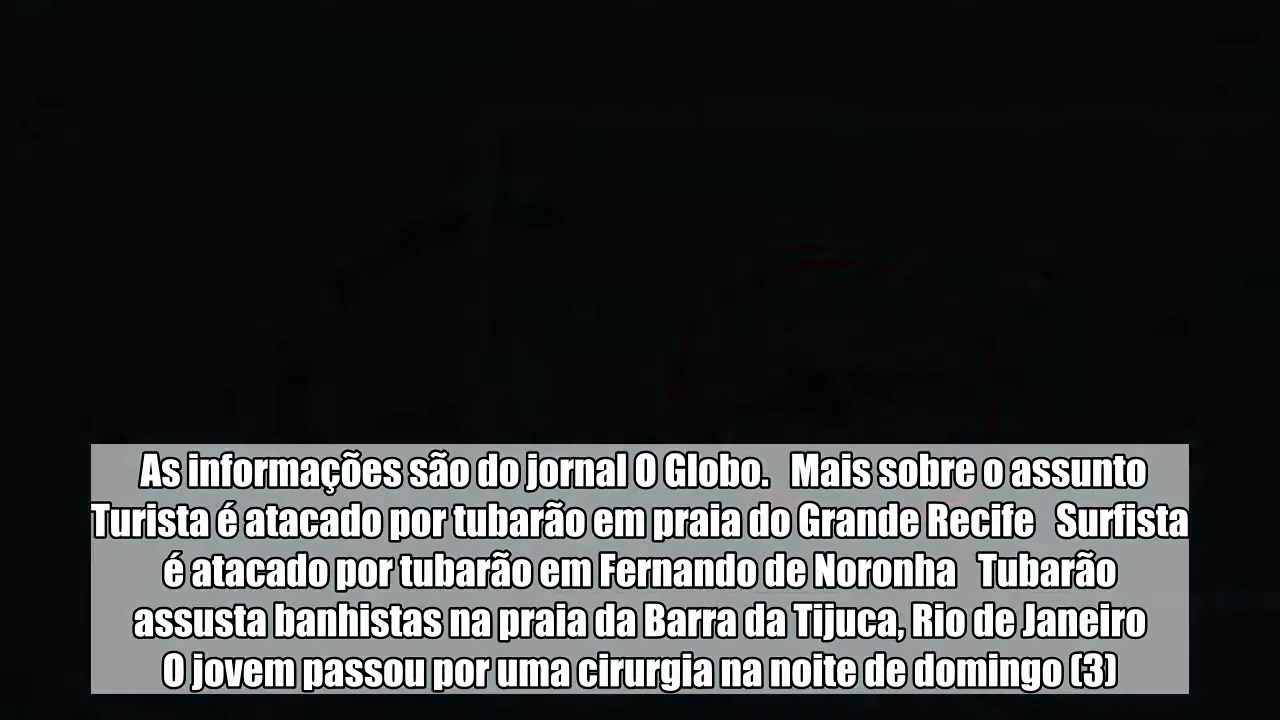 As informações são do jornal O Globo.   Mais sobre o assunto
Turista é atacado por tubarão em praia do Grande Recife   Surfista
é atacado por tubarão em Fernando de Noronha   Tubarão
assusta banhistas na praia da Barra da Tijuca, Rio de Janeiro
O jovem passou por uma cirurgia na noite de domingo (3)